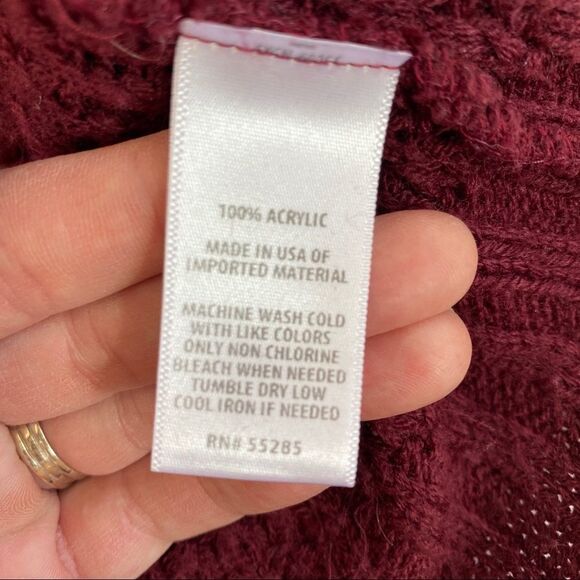 100% ACRYLIC
MADE IN USA OF
IMPORTED MATERIAL
MACHINE WASH COLD
WITH LIKE COLORS
ONLY NON CHLORINE
BLEACH WHEN NEEDED
TUMBLE DRY LOW
COOL IRON IF NEEDED
RN# 55285